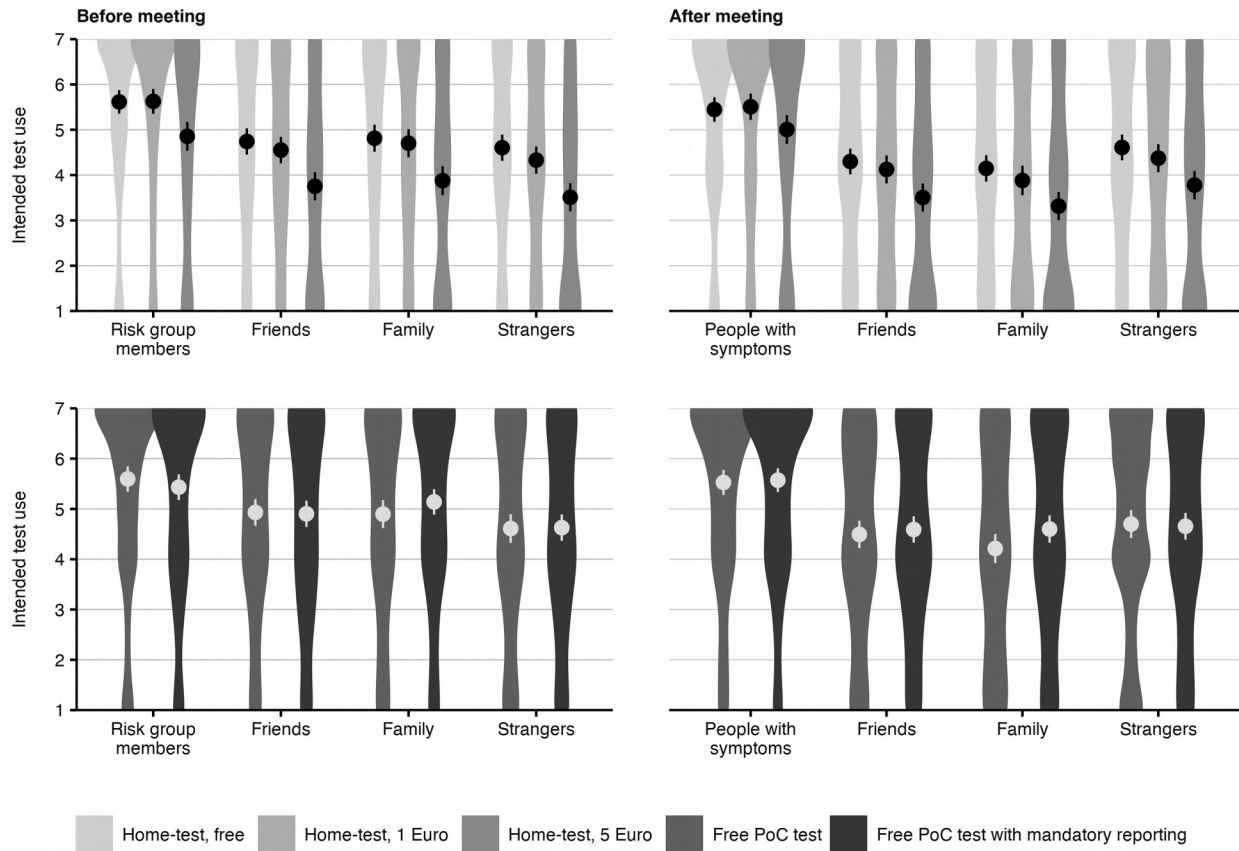 Before meeting
After meeting
Intended test use
7
6
5
4
3
2
1
Risk group
members
Friends
Family
Strangers
People with
symptoms
Friends
Family
Strangers
Intended test use
7
6
5
4
3
2
1
Risk group
members
Friends
Family
Strangers
People with
symptoms
Friends
Family
Strangers
Home-test, free
Home-test, 1 Euro
Home-test, 5 Euro
Free PoC test
Free PoC test with mandatory reporting